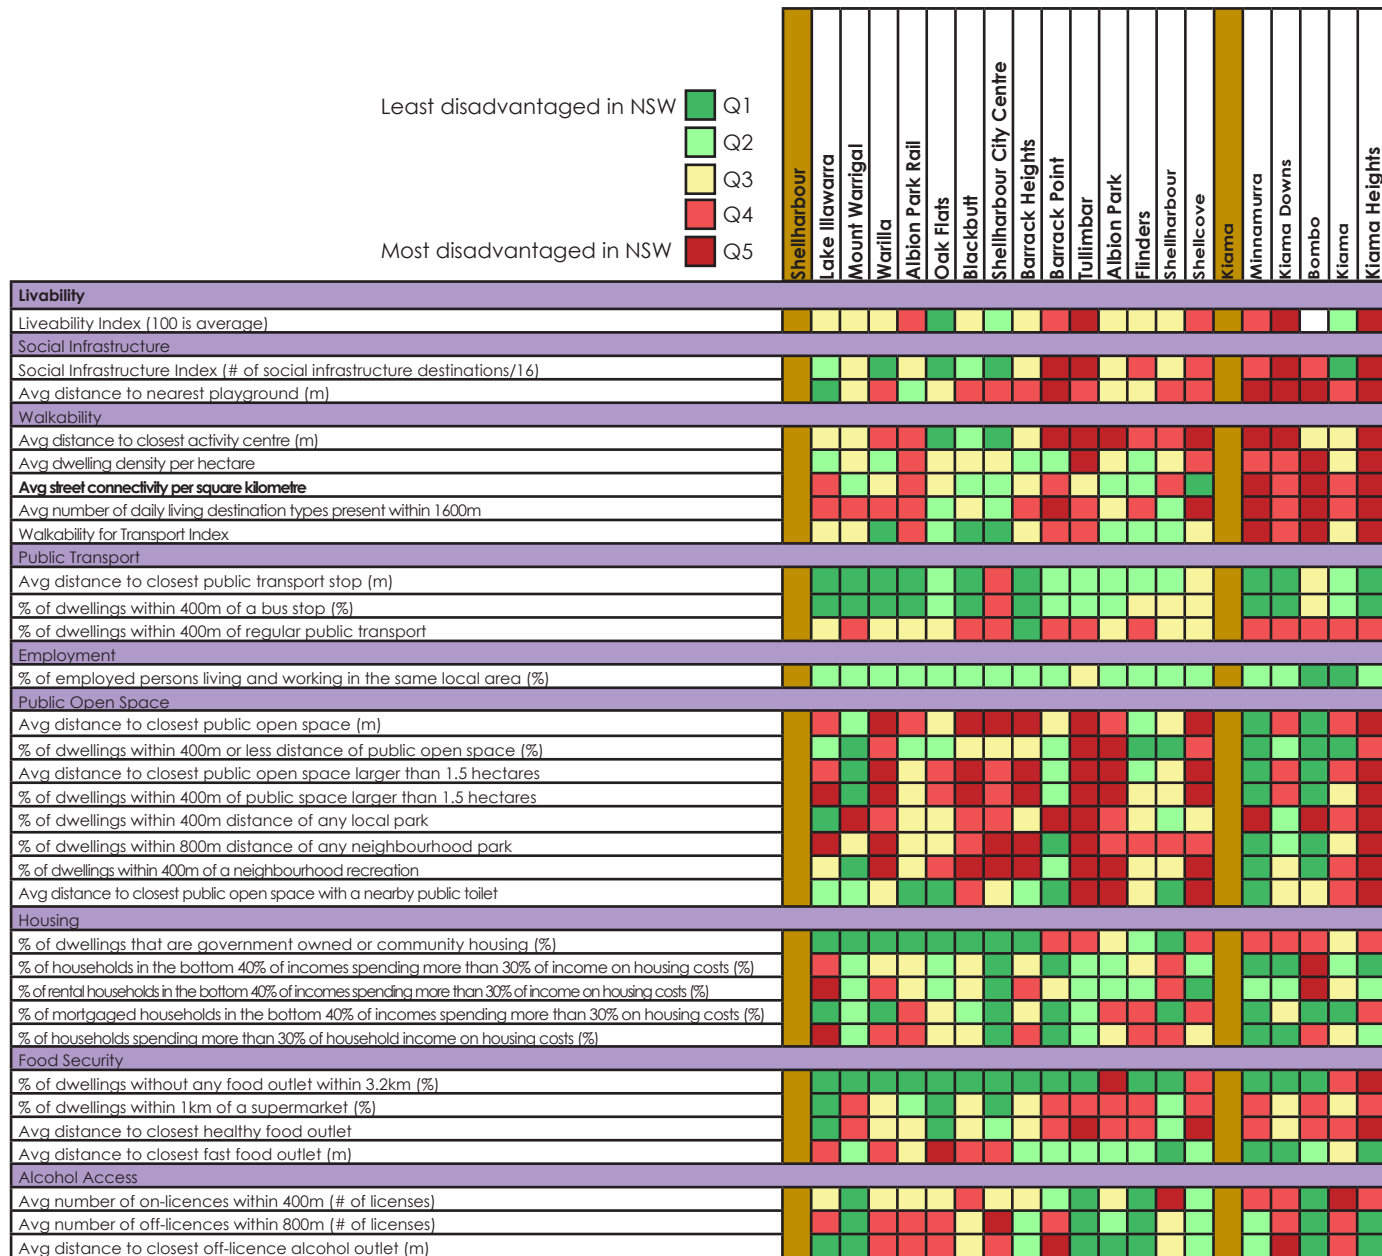 Least disadvantaged in NSW Q1
Q2
Q3
Q4
Most disadvantaged in NSW Q5
Shellharbour
Lake Illawarra
Mount Warrigal
Warilla
Albion Park Rail
Oak Flats
Blackbutt
Shellharbour City Centre
Barrack Heights
Barrack Point
Tullimbar
Albion Park
Flinders
Shellharbour
Shellcove
Kiama
Minnamurra
Kiama Downs
Bombo
Kiama
Kiama Heights
Livability
Liveability Index (100 is average)
Social Infrastructure
Social Infrastructure Index (# of social infrastructure destinations/16)
Avg distance to nearest playground (m)
Walkability
Avg distance to closest activity centre (m)
Avg dwelling density per hectare
Avg street connectivity per square kilometre
Avg number of daily living destination types present within 1600m
Walkability for Transport Index
Public Transport
Avg distance to closest public transport stop (m)
% of dwellings within 400m of a bus stop (%)
% of dwellings within 400m of regular public transport
Employment
% of employed persons living and working in the same local area (%)
Public Open Space
Avg distance to closest public open space (m)
% of dwellings within 400m or less distance of public open space (%)
Avg distance to closest public open space larger than 1.5 hectares
% of dwellings within 400m of public space larger than 1.5 hectares
% of dwellings within 400m distance of any local park
% of dwellings within 800m distance of any neighbourhood park
% of dwellings within 400m of a neighbourhood recreation
Avg distance to closest public open space with a nearby public toilet
Housing
% of dwellings that are government owned or community housing (%)
% of households in the bottom 40% of incomes spending more than 30% of income on housing costs (%)
% of rental households in the bottom 40% of incomes spending more than 30% of income on housing costs (%)
% of mortgaged households in the bottom 40% of incomes spending more than 30% on housing costs (%)
% of households spending more than 30% of household income on housing costs (%)
Food Security
% of dwellings without any food outlet within 3.2km (%)
% of dwellings within 1km of a supermarket (%)
Avg distance to closest healthy food outlet
Avg distance to closest fast food outlet (m)
Alcohol Access
Avg number of on-licences within 400m (# of licenses)
Avg number of off-licences within 800m (# of licenses)
Avg distance to closest off-licence alcohol outlet (m)